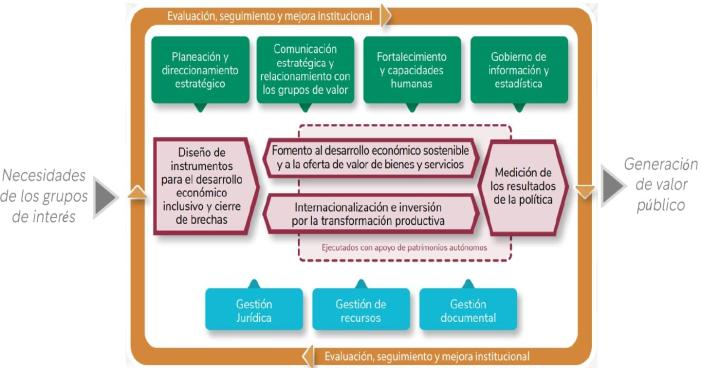 Evaluación, seguimiento y mejora institucional
Planeación y
direccionamiento
estratégico
Comunicación
estratégica y
relacionamiento con
los grupos de valor
Fortalecimiento
y capacidades
humanas
Gobierno de
información y
estadística
Necesidades
de los grupos
de interés
Diseño de
instrumentos
para el desarrollo
económico
inclusivo y cierre
de brechas
Fomento al desarrollo económico sostenible
y a la oferta de valor de bienes y servicios
Internacionalización e inversión
por la transformación productiva
Ejecutados con apoyo de patrimonios autónomos
Medición de
los resultados
de la política
Generación
de valor
público
Gestión
Jurídica
Gestión de
recursos
Gestión
documental
Evaluación, seguimiento y mejora institucional